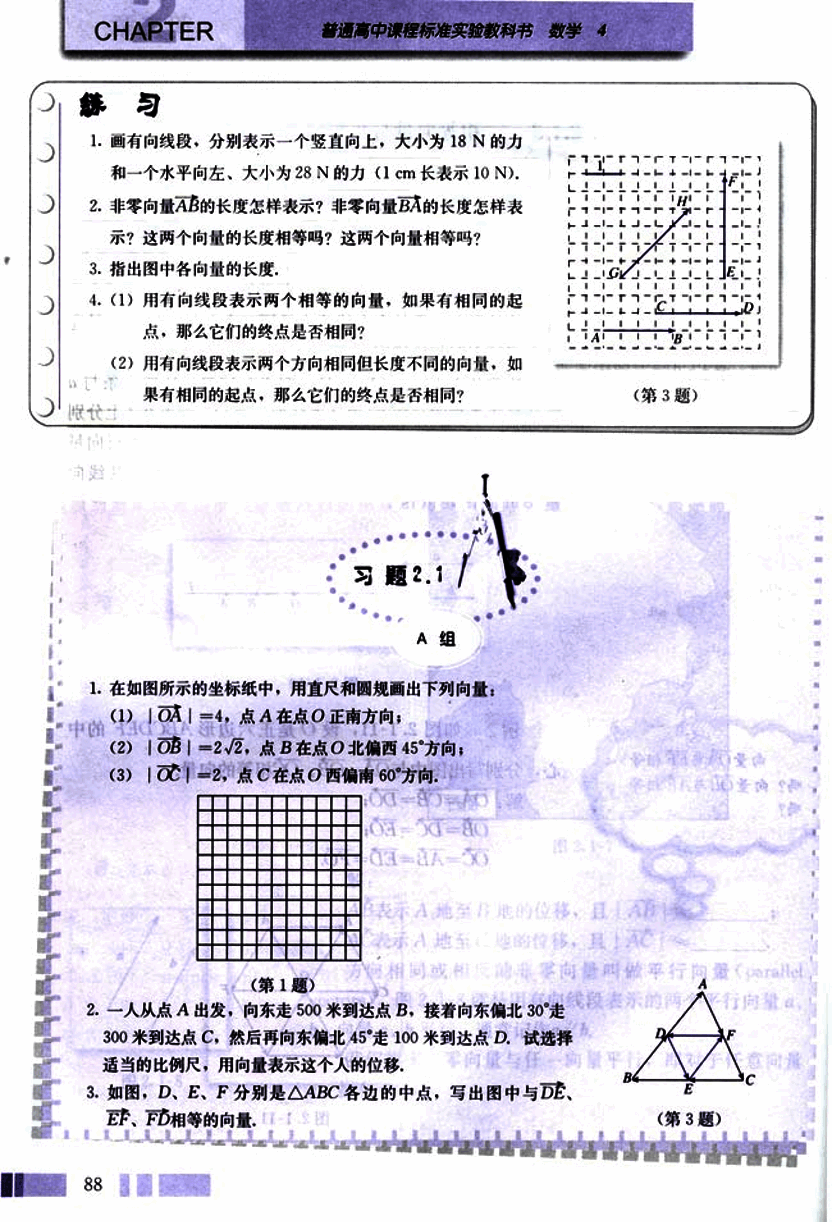 CHAPTER 2
普通高中课程标准实验教科书 数学 4
练 习
1. 画有向线段，分别表示一个竖直向上，大小为 18 N 的力
和一个水平向左、大小为 28 N 的力（1 cm 长表示 10 N）.
2. 非零向量AB的长度怎样表示？非零向量BA的长度怎样表
示？这两个向量的长度相等吗？这两个向量相等吗？
3. 指出图中各向量的长度.
4.（1）用有向线段表示两个相等的向量，如果有相同的起
点，那么它们的终点是否相同？
（2）用有向线段表示两个方向相同但长度不同的向量，如
果有相同的起点，那么它们的终点是否相同？
1
F
H
G
E
C
D
A
B
（第 3 题）
习 题 2.1
A 组
1. 在如图所示的坐标纸中，用直尺和圆规画出下列向量：
（1）|OA|=4，点 A 在点 O 正南方向；
（2）|OB|=2√2，点 B 在点 O 北偏西 45°方向；
（3）|OC|=2，点 C 在点 O 西偏南 60°方向.
（第 1 题）
2. 一人从点 A 出发，向东走 500 米到达点 B，接着向东偏北 30°走
300 米到达点 C，然后再向东偏北 45°走 100 米到达点 D. 试选择
适当的比例尺，用向量表示这个人的位移.
3. 如图，D、E、F 分别是△ABC 各边的中点，写出图中与DE、
EF、FD相等的向量.
A
D
F
B
E
C
（第 3 题）
88